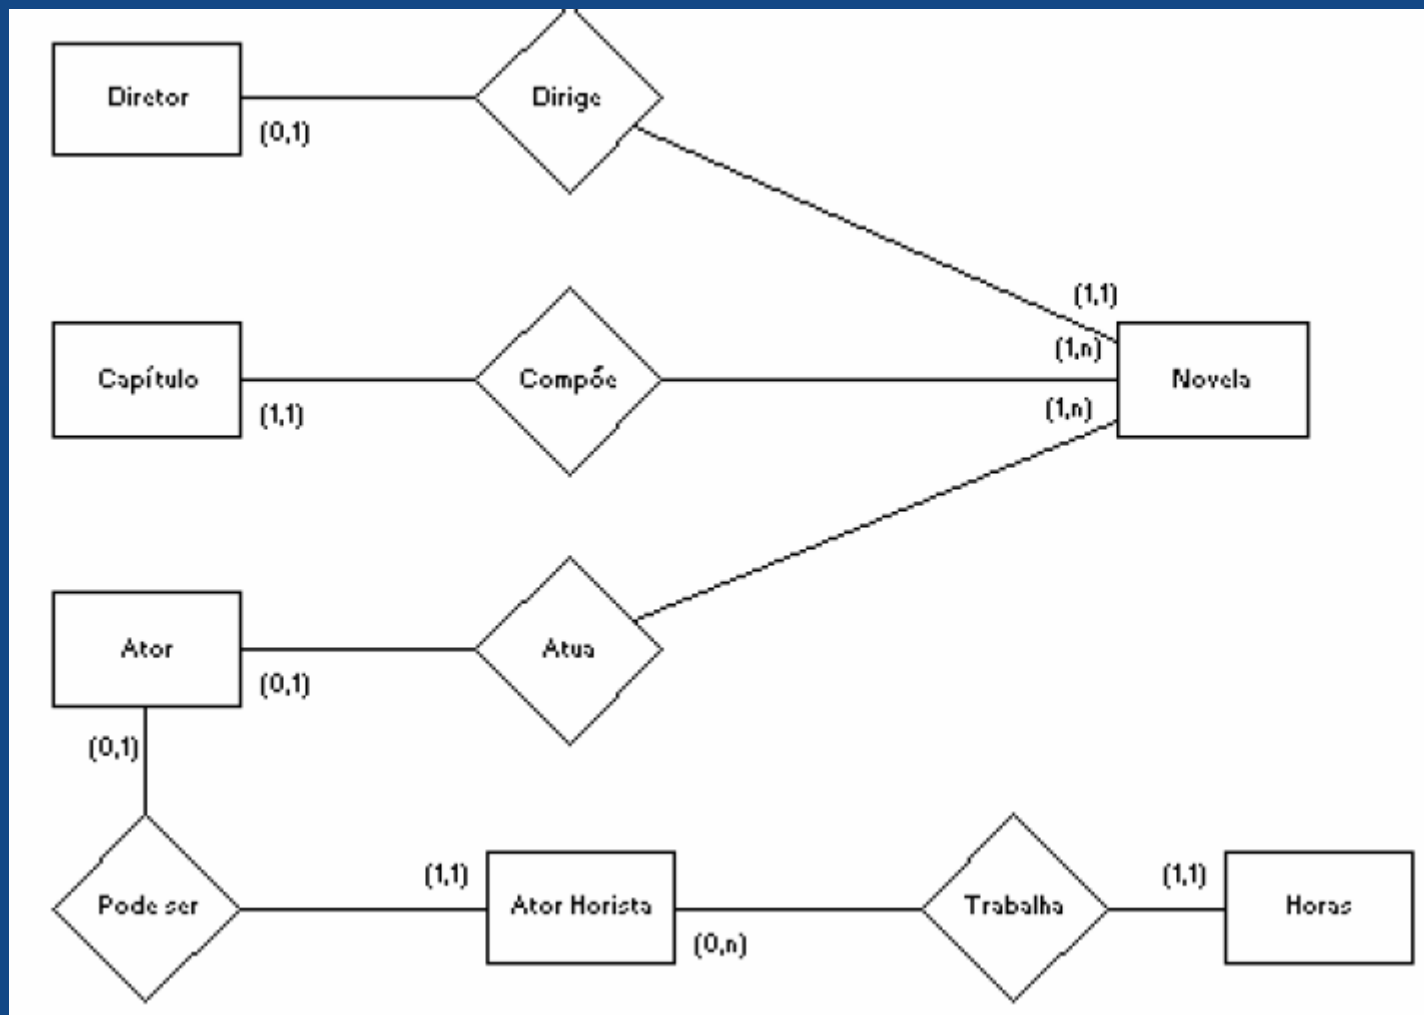 Diretor
(0,1)
Dirige
(1,1)
Capítulo
(1,1)
Compõe
(1,n)
Novela
(1,n)
Ator
(0,1)
Atua
(0,1)
Pode ser
(1,1)
Ator Horista
(0,n)
Trabalha
(1,1)
Horas